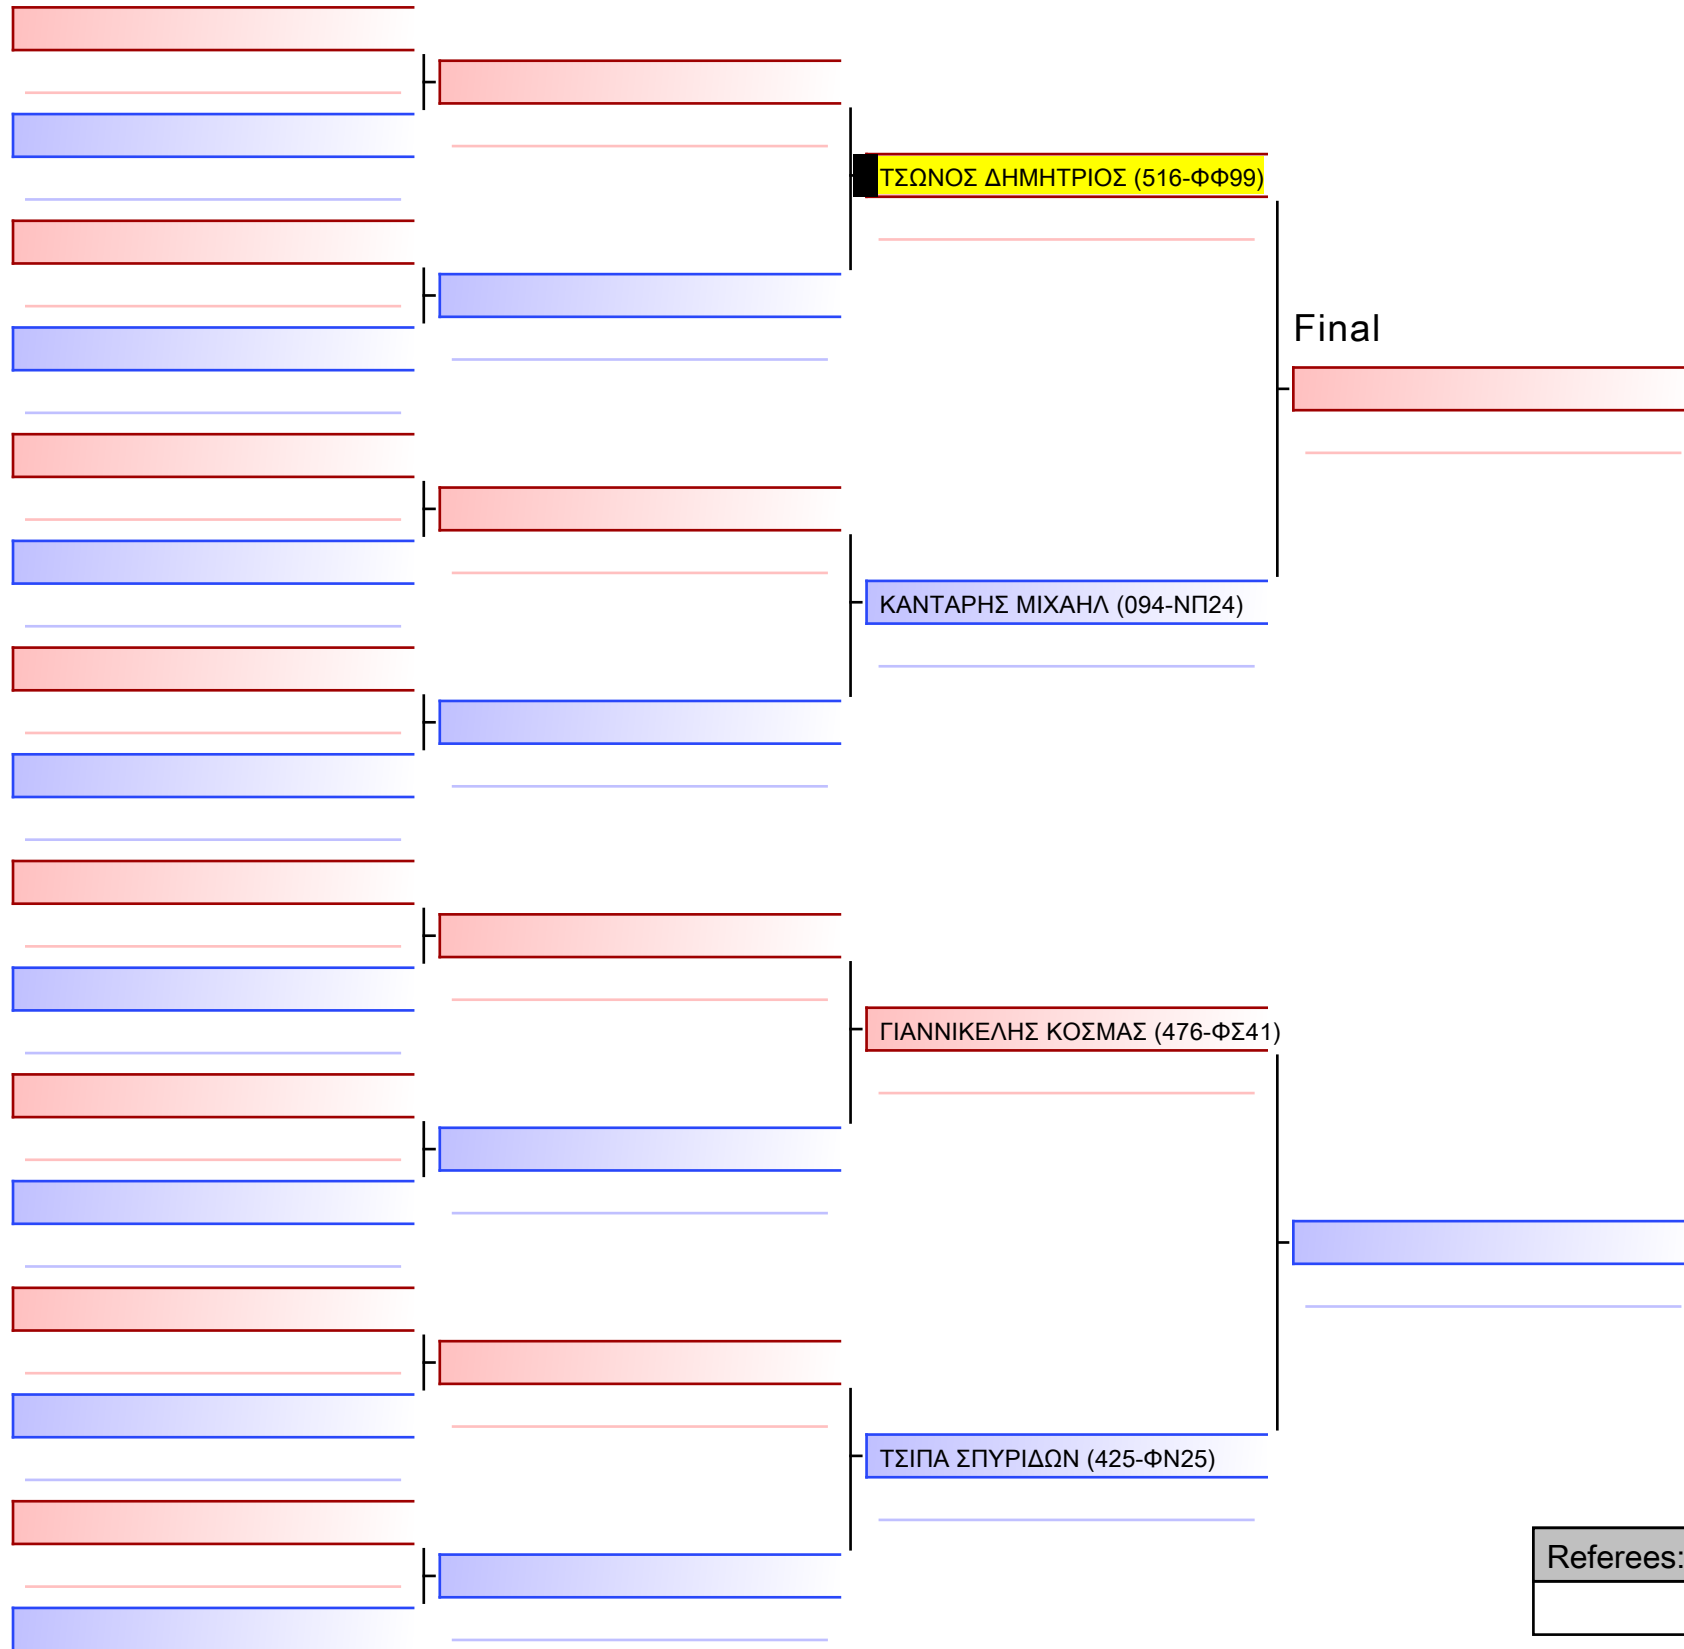 ΤΣΩΝΟΣ ΔΗΜΗΤΡΙΟΣ (516-ΦΦ99)
Final
ΚΑΝΤΑΡΗΣ ΜΙΧΑΗΛ (094-ΝΠ24)
ΓΙΑΝΝΙΚΕΛΗΣ ΚΟΣΜΑΣ (476-ΦΣ41)
ΤΣΙΠΑ ΣΠΥΡΙΔΩΝ (425-ΦΝ25)
Referees: